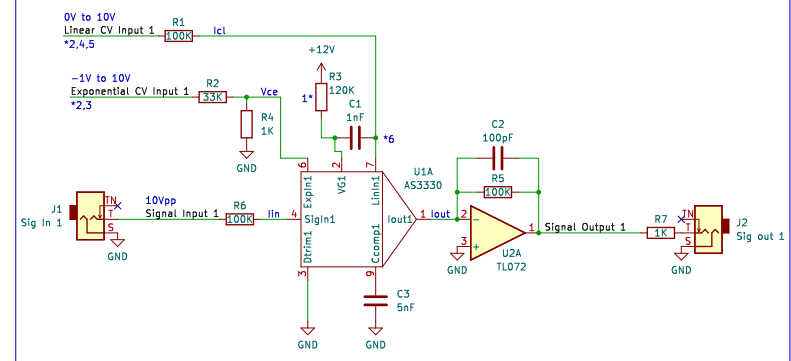 0V to 10V
Linear CV Input 1
*2,4,5
R1
100K
Icl
-1V to 10V
Exponential CV Input 1
*2,3
R2
33K
Vce
R4
1K
GND
+12V
R3
120K
1*
C1
1nF
*6
6
2
7
U1A
AS3330
ExpIn1
VG1
LinIn1
SigIn1
Iout1
Dtrim1
Ccomp1
4
1
3
9
J1
Sig In 1
TN
T
S
GND
10Vpp
Signal Input 1
R6
100K
Iin
GND
C3
5nF
GND
Iout
C2
100pF
R5
100K
2
3
1
-
+
GND
U2A
TL072
Signal Output 1
R7
1K
TN
T
S
GND
J2
Sig out 1